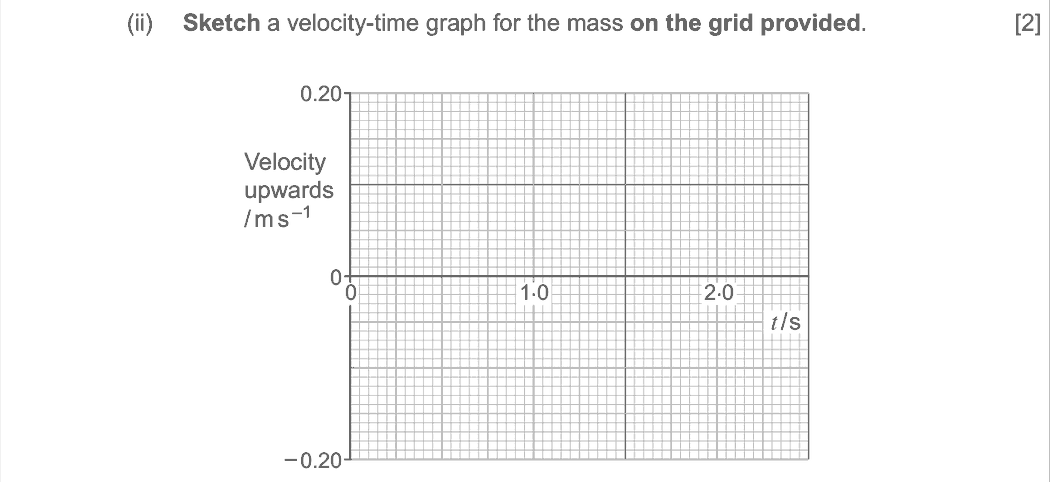 (ii) Sketch a velocity-time graph for the mass on the grid provided. [2]
0.20
Velocity
upwards
/m s⁻¹
0
0 1·0 2·0
t/s
−0.20